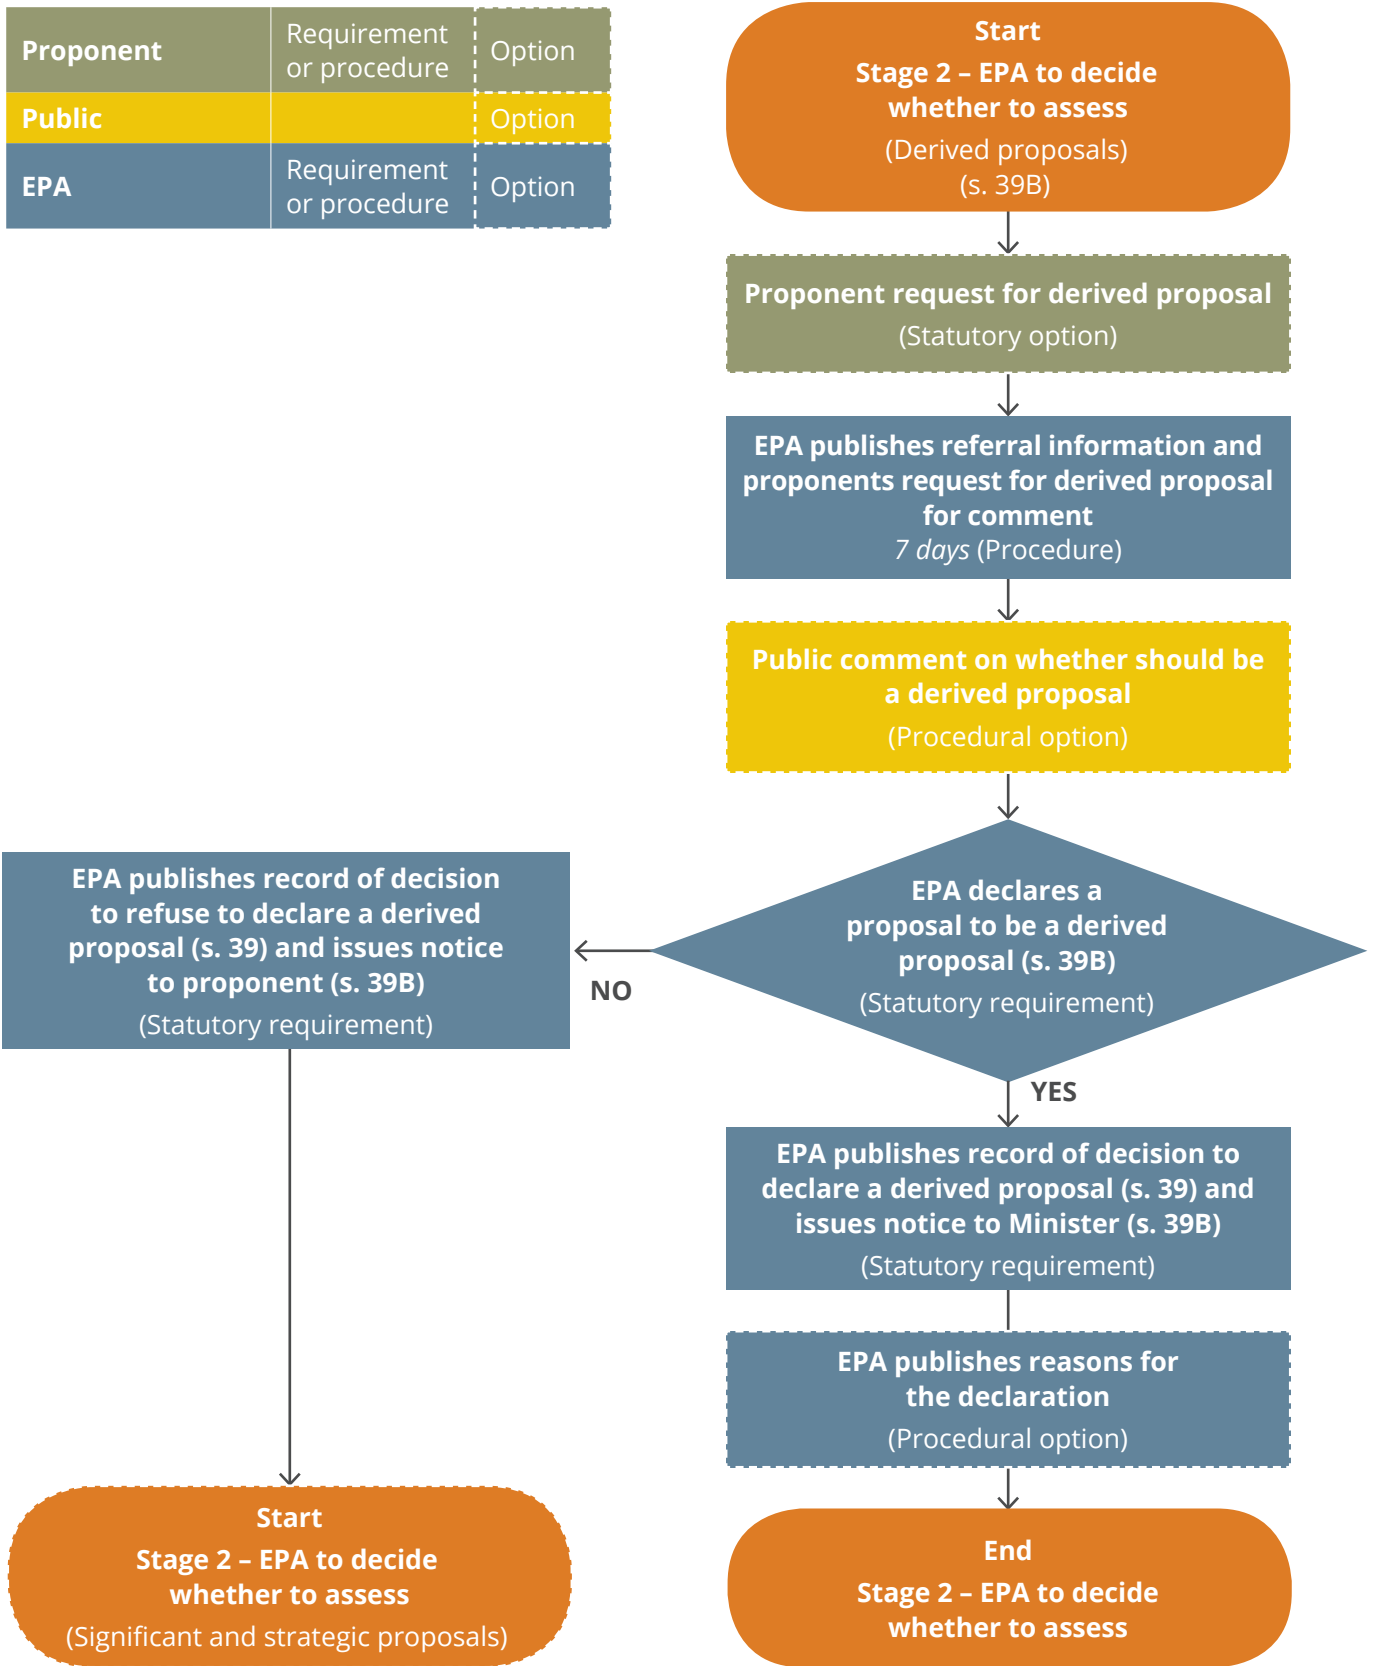 Proponent
Requirement
or procedure
Option
Public
Option
EPA
Requirement
or procedure
Option
Start
Stage 2 – EPA to decide
whether to assess
(Derived proposals)
(s. 39B)
Proponent request for derived proposal
(Statutory option)
EPA publishes referral information and
proponents request for derived proposal
for comment
7 days (Procedure)
Public comment on whether should be
a derived proposal
(Procedural option)
EPA declares a
proposal to be a derived
proposal (s. 39B)
(Statutory requirement)
NO
EPA publishes record of decision
to refuse to declare a derived
proposal (s. 39) and issues notice
to proponent (s. 39B)
(Statutory requirement)
YES
EPA publishes record of decision to
declare a derived proposal (s. 39) and
issues notice to Minister (s. 39B)
(Statutory requirement)
EPA publishes reasons for
the declaration
(Procedural option)
Start
Stage 2 – EPA to decide
whether to assess
(Significant and strategic proposals)
End
Stage 2 – EPA to decide
whether to assess